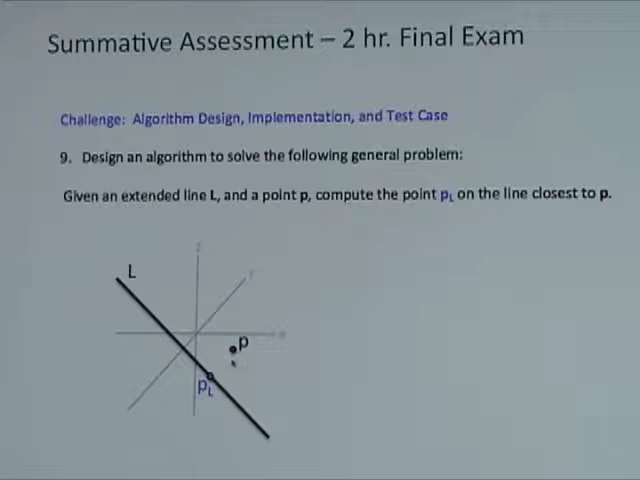 Summative Assessment – 2 hr. Final Exam
Challenge: Algorithm Design, Implementation, and Test Case
9. Design an algorithm to solve the following general problem:
Given an extended line L, and a point p, compute the point pL on the line closest to p.
L
p
pL